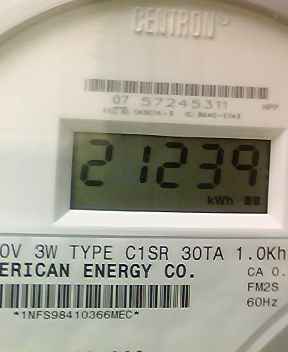 CENTRON®
07 57245311 HPP
21239
kWh
0V 3W TYPE C1SR 30TA 1.0Kh
ERICAN ENERGY CO. CA 0.
FM2S
60Hz
*1NFS98410366MEC*